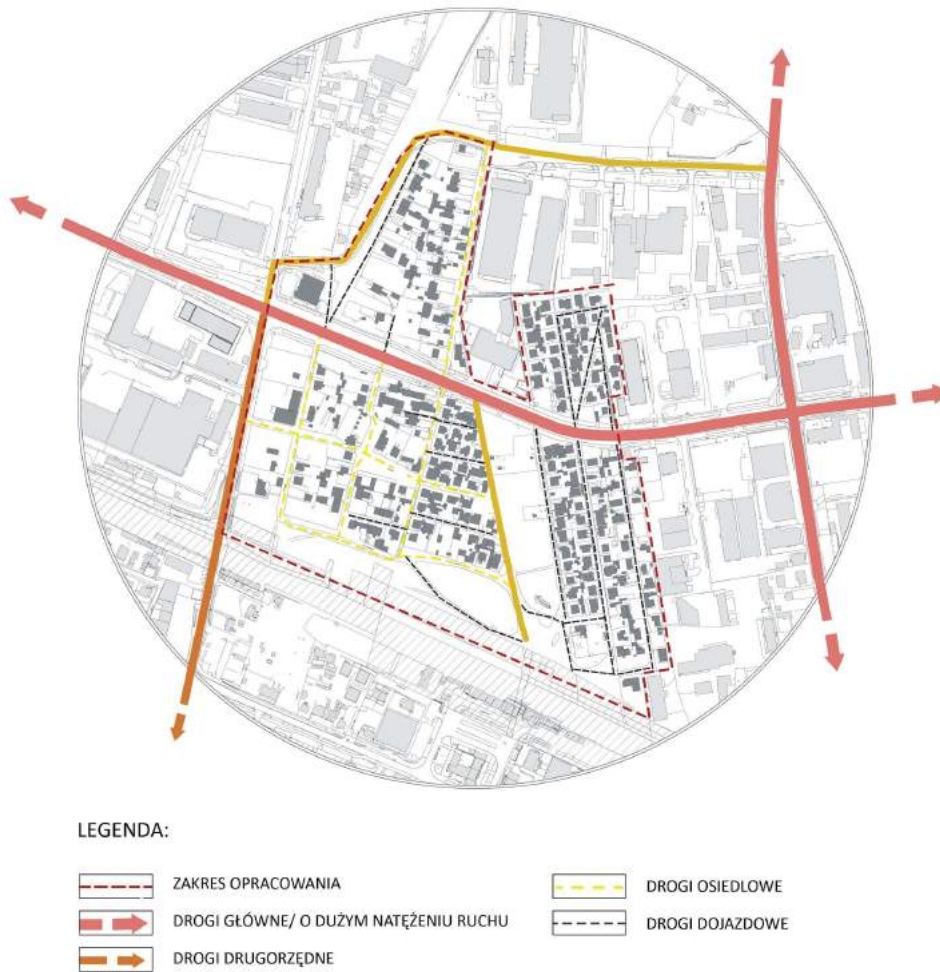 LEGENDA:
ZAKRES OPRACOWANIA
DROGI GŁÓWNE/ O DUŻYM NATĘŻENIU RUCHU
DROGI DRUGORZĘDNE
DROGI OSIEDLOWE
DROGI DOJAZDOWE